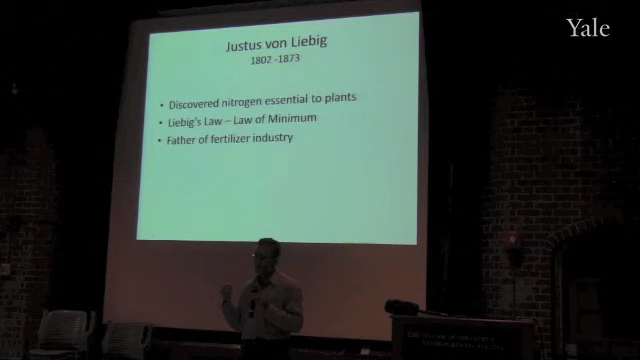 Yale
Justus von Liebig
1802 -1873
• Discovered nitrogen essential to plants
• Liebig's Law – Law of Minimum
• Father of fertilizer industry